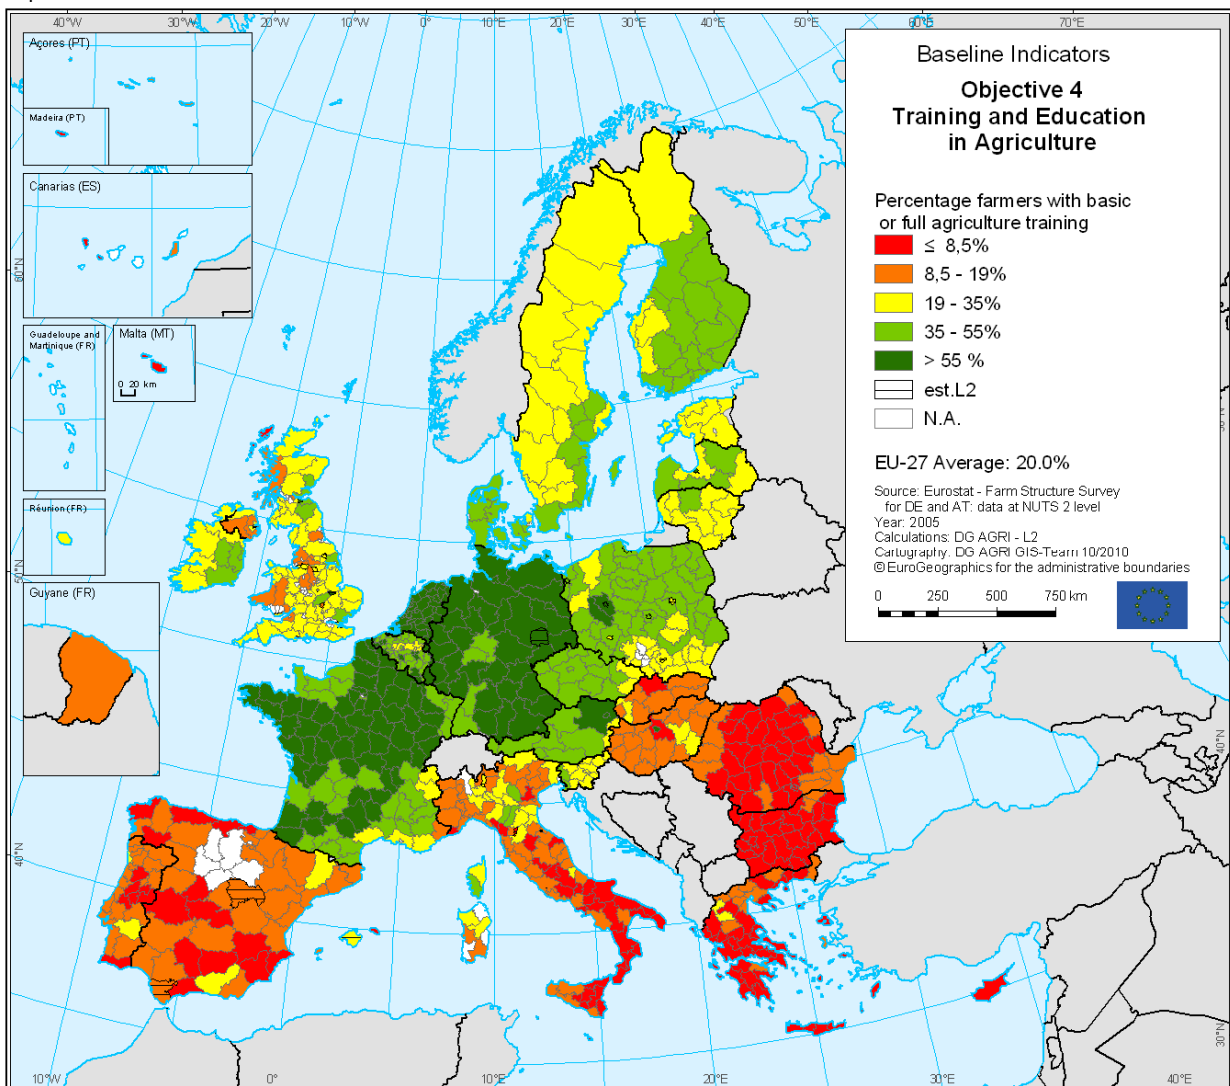 40°W
30°W
20°W
10°W
0°
10°E
20°E
30°E
40°E
50°E
60°E
70°E
Açores (PT)
Madeira (PT)
Canarias (ES)
Guadeloupe and
Martinique (FR)
Malta (MT)
0 20 km
Réunion (FR)
Guyane (FR)
Baseline Indicators
Objective 4
Training and Education
in Agriculture
Percentage farmers with basic
or full agriculture training
≤ 8,5%
8,5 - 19%
19 - 35%
35 - 55%
> 55 %
est.L2
N.A.
EU-27 Average: 20.0%
Source: Eurostat - Farm Structure Survey
for DE and AT: data at NUTS 2 level
Year: 2005
Calculations: DG AGRI - L2
Cartography: DG AGRI GIS-Team 10/2010
© EuroGeographics for the administrative boundaries
0 250 500 750 km
60°N
50°N
40°N
40°N
30°N
10°W
0°
10°E
20°E
30°E
40°E